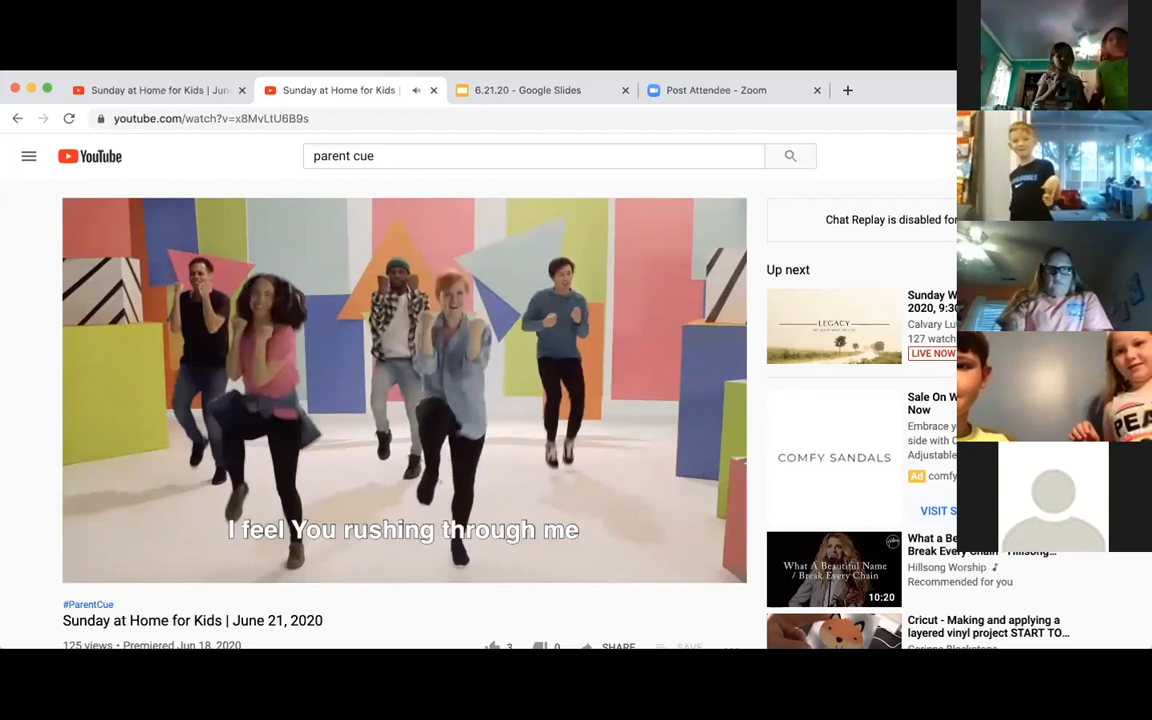 Sunday at Home for Kids | Jun
Sunday at Home for Kids |
6.21.20 - Google Slides
Post Attendee - Zoom
youtube.com/watch?v=x8MvLtU6B9s
YouTube
parent cue
Chat Replay is disabled for
Up next
LEGACY
Sunday W
2020, 9:30
Calvary Lu
127 watch
LIVE NOW
COMFY SANDALS
Sale On W
Now
Embrace y
side with C
Adjustable
Ad comfy
VISIT S
I feel You rushing through me
What A Beautiful Name
/ Break Every Chain
10:20
What a Be
Break Every Chain - Hillsong...
Hillsong Worship
Recommended for you
#ParentCue
Sunday at Home for Kids | June 21, 2020
125 views • Premiered Jun 18, 2020
3
0
SHARE
SAVE
Cricut - Making and applying a
layered vinyl project START TO...
PEA